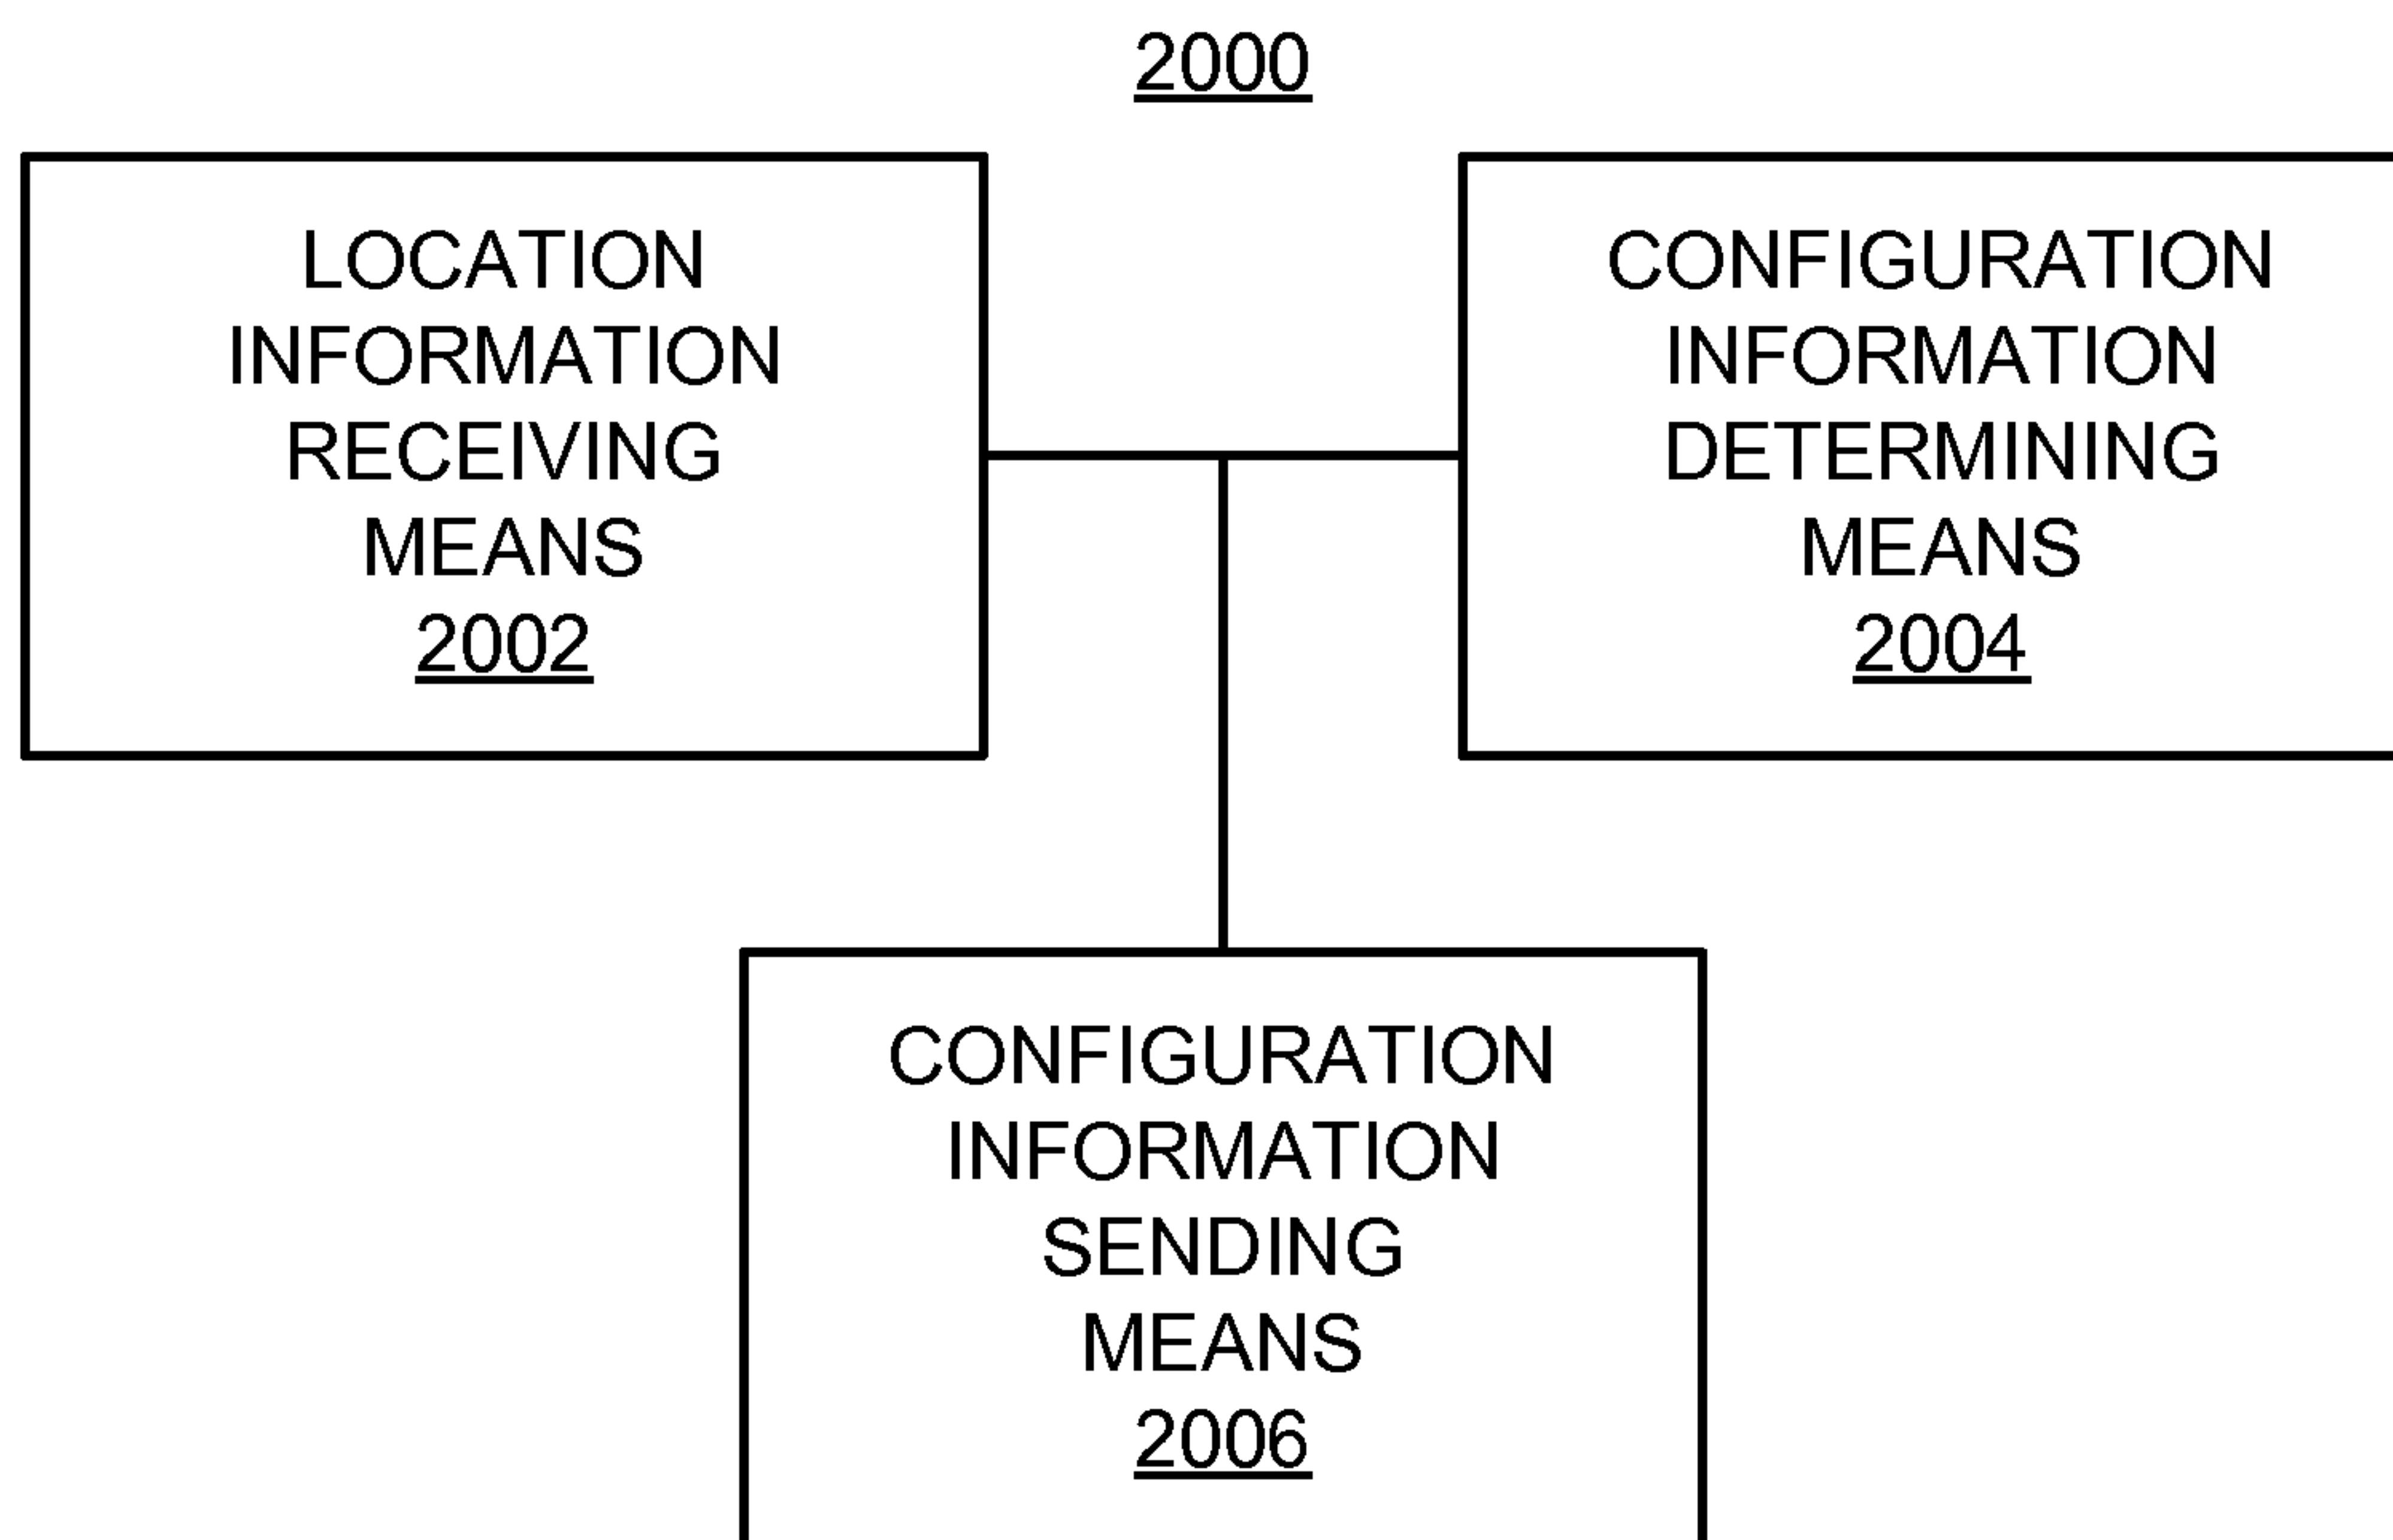 2000
LOCATION
INFORMATION
RECEIVING
MEANS
2002
CONFIGURATION
INFORMATION
DETERMINING
MEANS
2004
CONFIGURATION
INFORMATION
SENDING
MEANS
2006